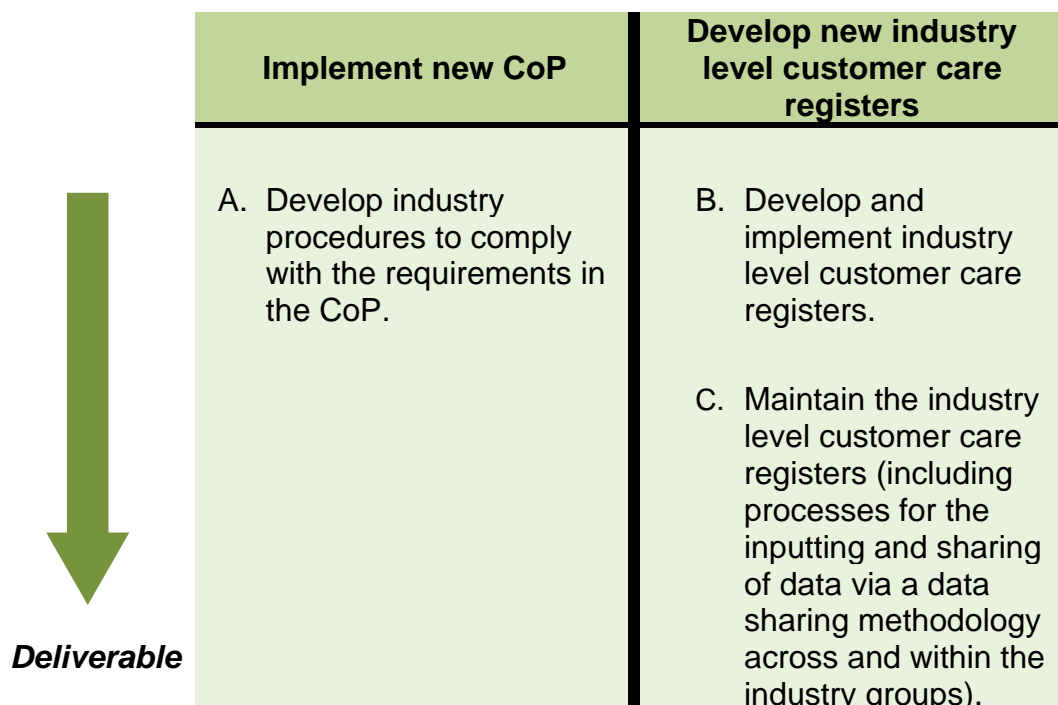 Implement new CoP
Develop new industry
level customer care
registers
A. Develop industry
procedures to comply
with the requirements in
the CoP.
B. Develop and
implement industry
level customer care
registers.
C. Maintain the industry
level customer care
registers (including
processes for the
inputting and sharing
of data via a data
sharing methodology
across and within the
industry groups).
Deliverable